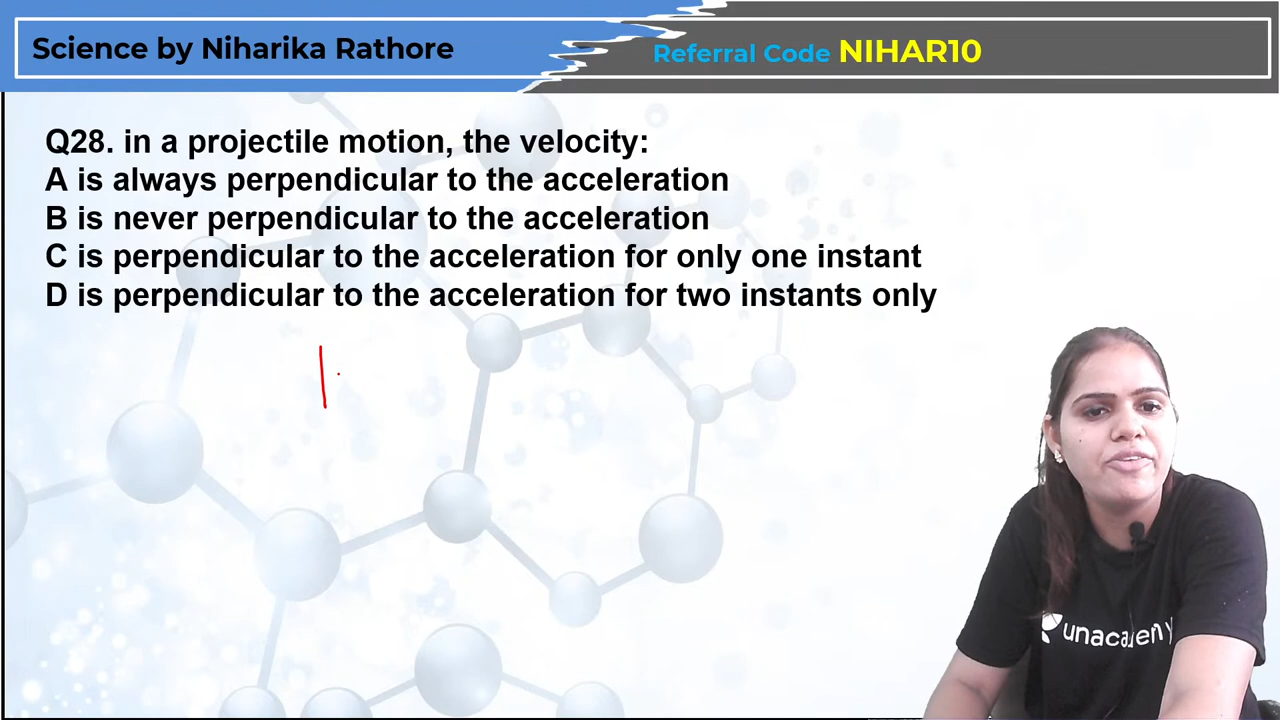 Science by Niharika Rathore
Referral Code NIHAR10
Q28. in a projectile motion, the velocity:
A is always perpendicular to the acceleration
B is never perpendicular to the acceleration
C is perpendicular to the acceleration for only one instant
D is perpendicular to the acceleration for two instants only
unacademy